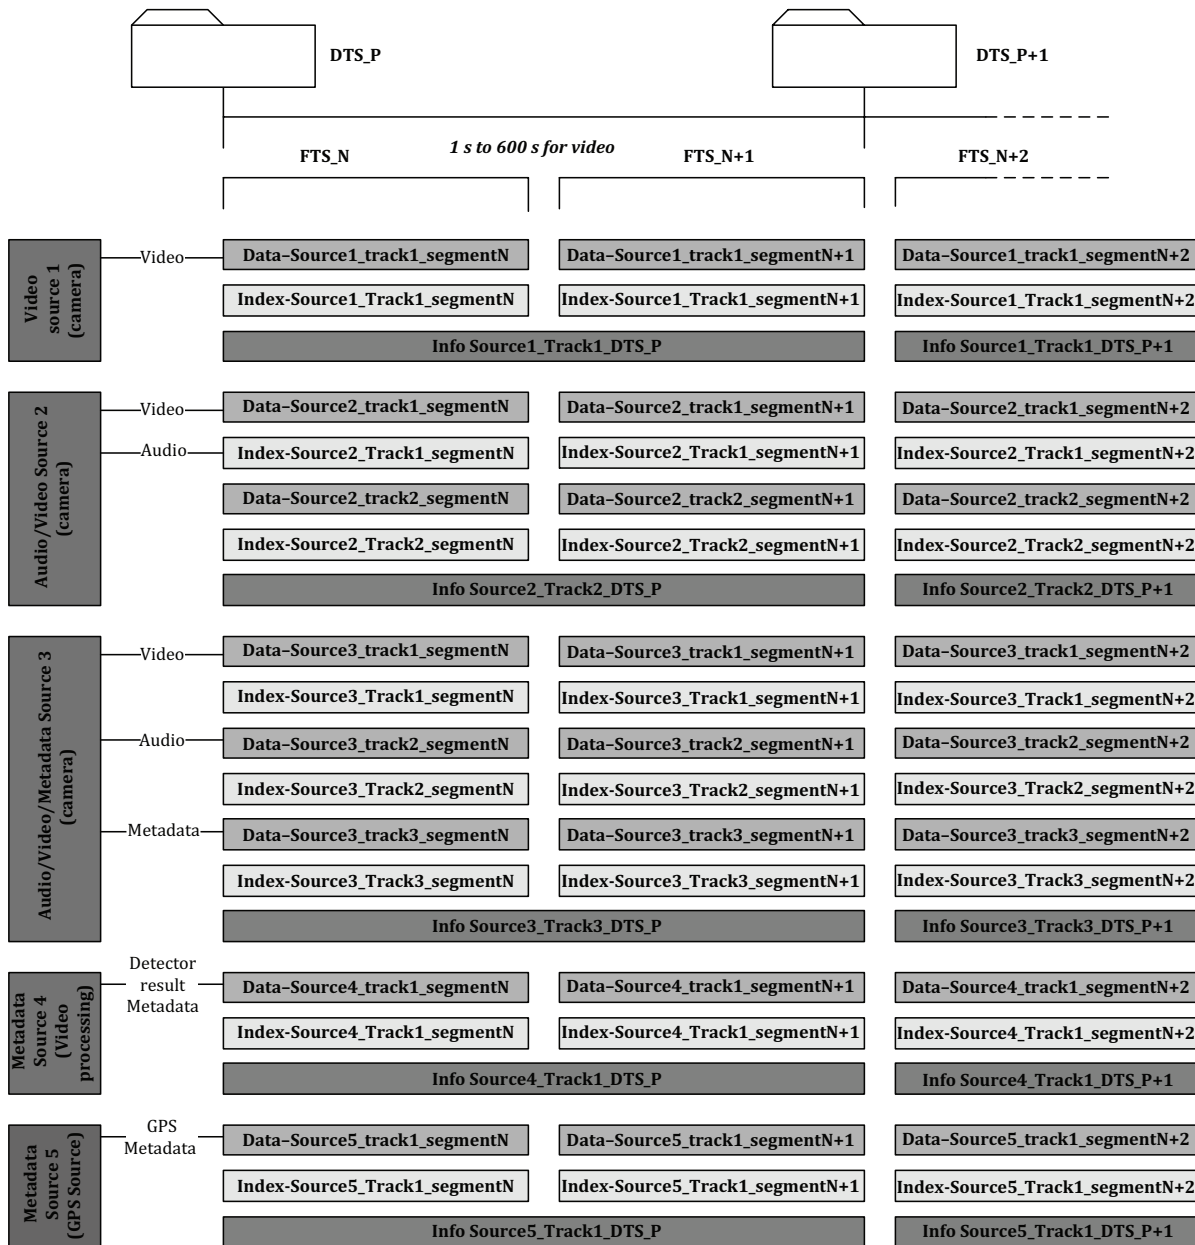 DTS_P
DTS_P+1
FTS_N
1 s to 600 s for video
FTS_N+1
FTS_N+2
Video
source 1
(camera)
Video
Data–Source1_track1_segmentN
Data–Source1_track1_segmentN+1
Data–Source1_track1_segmentN+2
Index-Source1_Track1_segmentN
Index-Source1_Track1_segmentN+1
Index-Source1_Track1_segmentN+2
Info Source1_Track1_DTS_P
Info Source1_Track1_DTS_P+1
Audio/Video Source 2
(camera)
Video
Data–Source2_track1_segmentN
Data–Source2_track1_segmentN+1
Data–Source2_track1_segmentN+2
Audio
Index-Source2_Track1_segmentN
Index-Source2_Track1_segmentN+1
Index-Source2_Track1_segmentN+2
Data–Source2_track2_segmentN
Data–Source2_track2_segmentN+1
Data–Source2_track2_segmentN+2
Index-Source2_Track2_segmentN
Index-Source2_Track2_segmentN+1
Index-Source2_Track2_segmentN+2
Info Source2_Track2_DTS_P
Info Source2_Track2_DTS_P+1
Audio/Video/Metadata Source 3
(camera)
Video
Data–Source3_track1_segmentN
Data–Source3_track1_segmentN+1
Data–Source3_track1_segmentN+2
Index-Source3_Track1_segmentN
Index-Source3_Track1_segmentN+1
Index-Source3_Track1_segmentN+2
Audio
Data–Source3_track2_segmentN
Data–Source3_track2_segmentN+1
Data–Source3_track2_segmentN+2
Index-Source3_Track2_segmentN
Index-Source3_Track2_segmentN+1
Index-Source3_Track2_segmentN+2
Metadata
Data–Source3_track3_segmentN
Data–Source3_track3_segmentN+1
Data–Source3_track3_segmentN+2
Index-Source3_Track3_segmentN
Index-Source3_Track3_segmentN+1
Index-Source3_Track3_segmentN+2
Info Source3_Track3_DTS_P
Info Source3_Track3_DTS_P+1
Metadata
Source 4
(Video
processing)
Detector
result
Metadata
Data–Source4_track1_segmentN
Data–Source4_track1_segmentN+1
Data–Source4_track1_segmentN+2
Index-Source4_Track1_segmentN
Index-Source4_Track1_segmentN+1
Index-Source4_Track1_segmentN+2
Info Source4_Track1_DTS_P
Info Source4_Track1_DTS_P+1
Metadata
Source 5
(GPS Source)
GPS
Metadata
Data–Source5_track1_segmentN
Data–Source5_track1_segmentN+1
Data–Source5_track1_segmentN+2
Index-Source5_Track1_segmentN
Index-Source5_Track1_segmentN+1
Index-Source5_Track1_segmentN+2
Info Source5_Track1_DTS_P
Info Source5_Track1_DTS_P+1